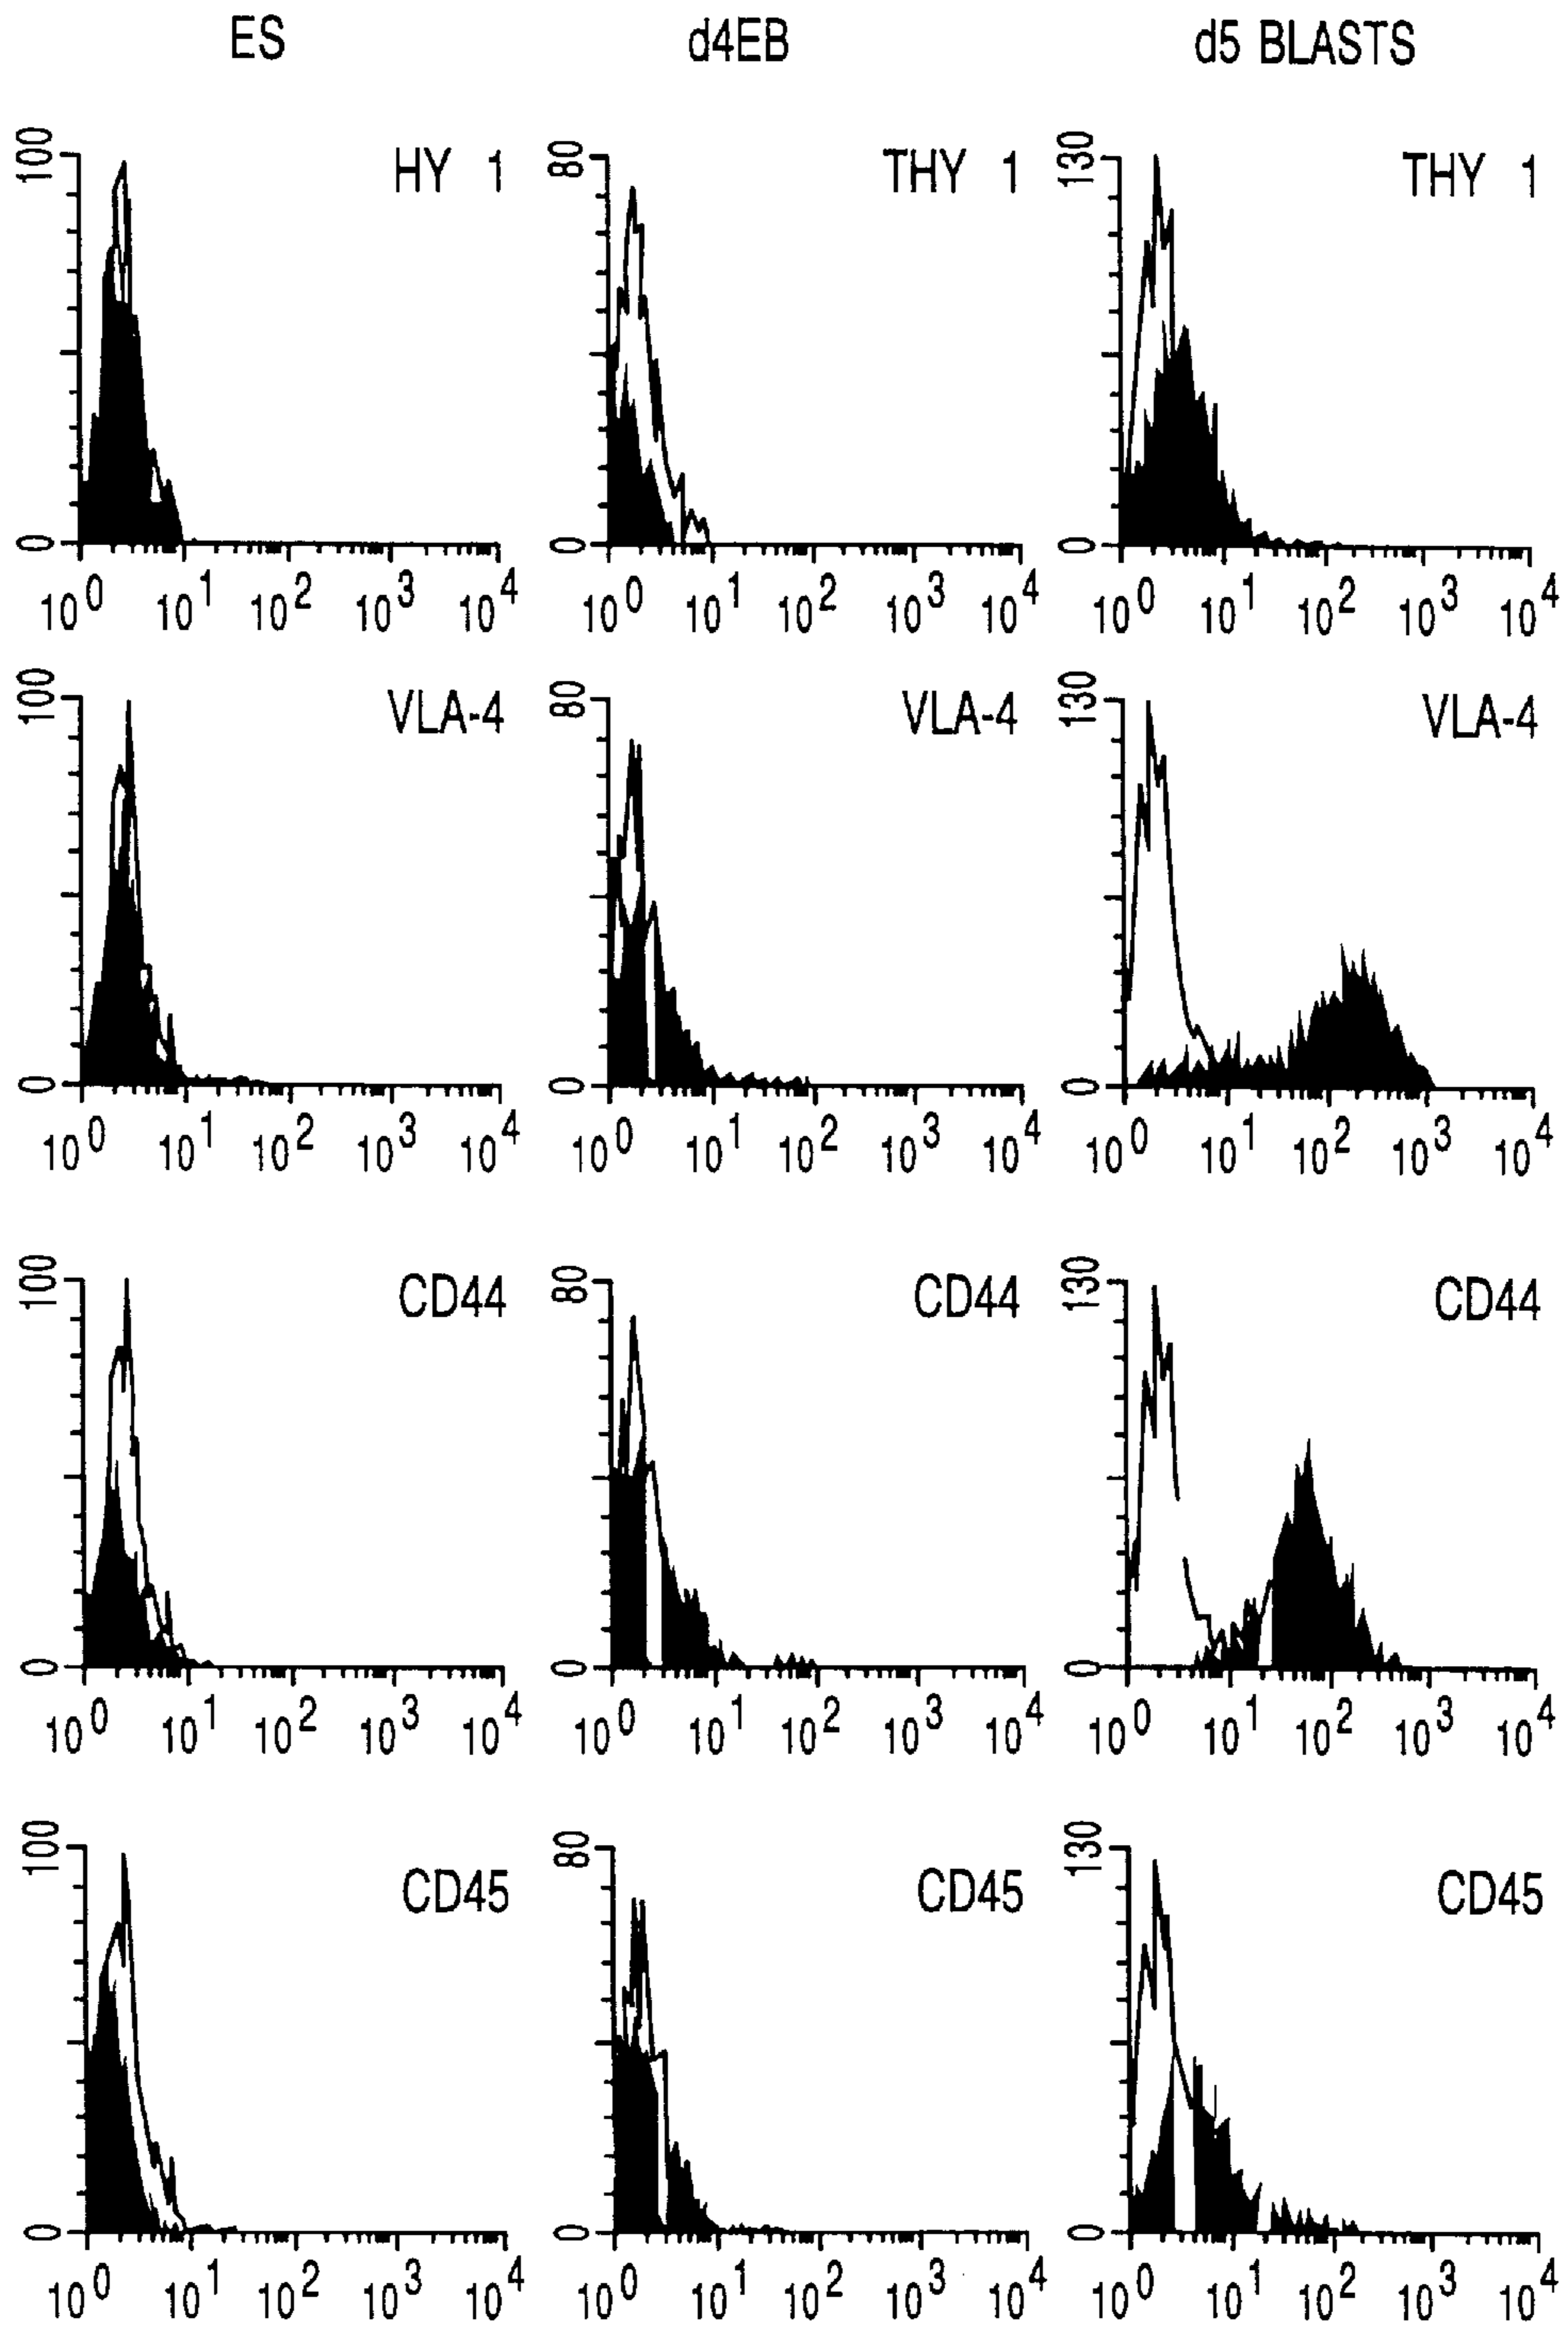 ES d4EB d5 BLASTS
100 HY 1 80 THY 1 130 THY 1
0 0 0
10^0 10^1 10^2 10^3 10^4 10^0 10^1 10^2 10^3 10^4 10^0 10^1 10^2 10^3 10^4
100 VLA-4 80 VLA-4 130 VLA-4
0 0 0
10^0 10^1 10^2 10^3 10^4 10^0 10^1 10^2 10^3 10^4 10^0 10^1 10^2 10^3 10^4
100 CD44 80 CD44 130 CD44
0 0 0
10^0 10^1 10^2 10^3 10^4 10^0 10^1 10^2 10^3 10^4 10^0 10^1 10^2 10^3 10^4
100 CD45 80 CD45 130 CD45
0 0 0
10^0 10^1 10^2 10^3 10^4 10^0 10^1 10^2 10^3 10^4 10^0 10^1 10^2 10^3 10^4